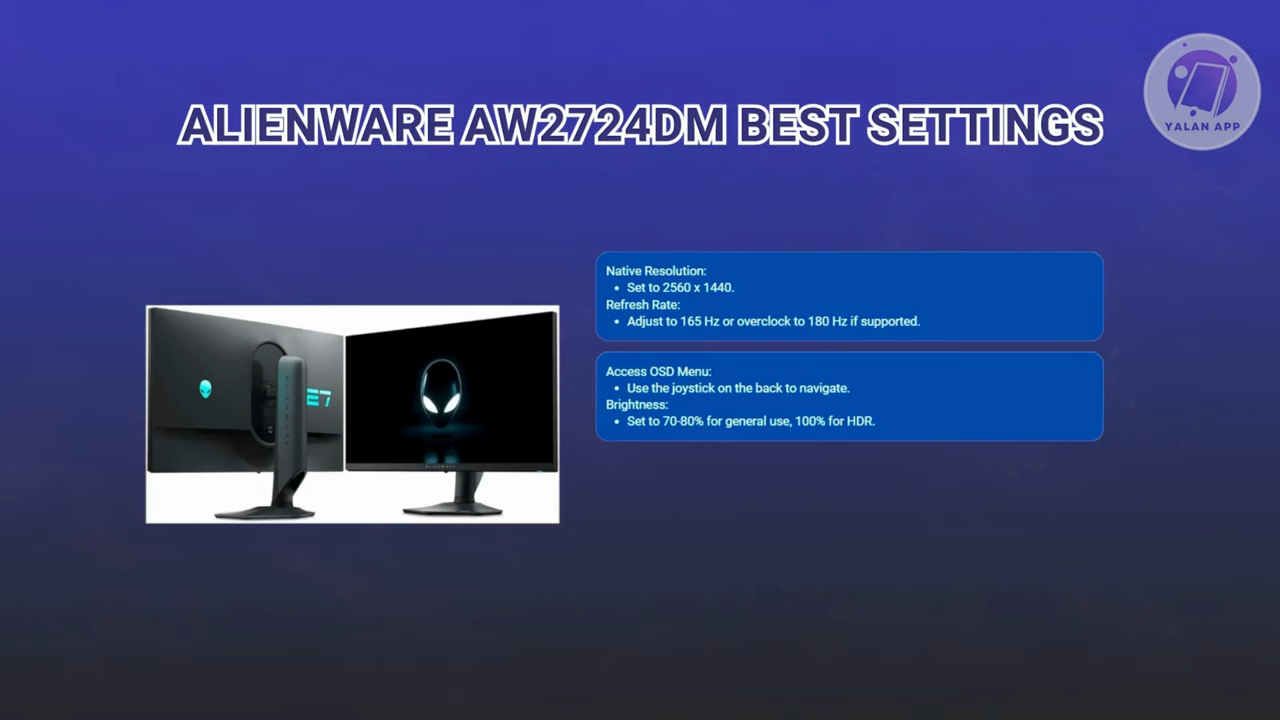 YALAN APP
ALIENWARE AW2724DM BEST SETTINGS
Native Resolution:
• Set to 2560 x 1440.
Refresh Rate:
• Adjust to 165 Hz or overclock to 180 Hz if supported.
Access OSD Menu:
• Use the joystick on the back to navigate.
Brightness:
• Set to 70-80% for general use, 100% for HDR.
ALIENWARE
ALIENWARE